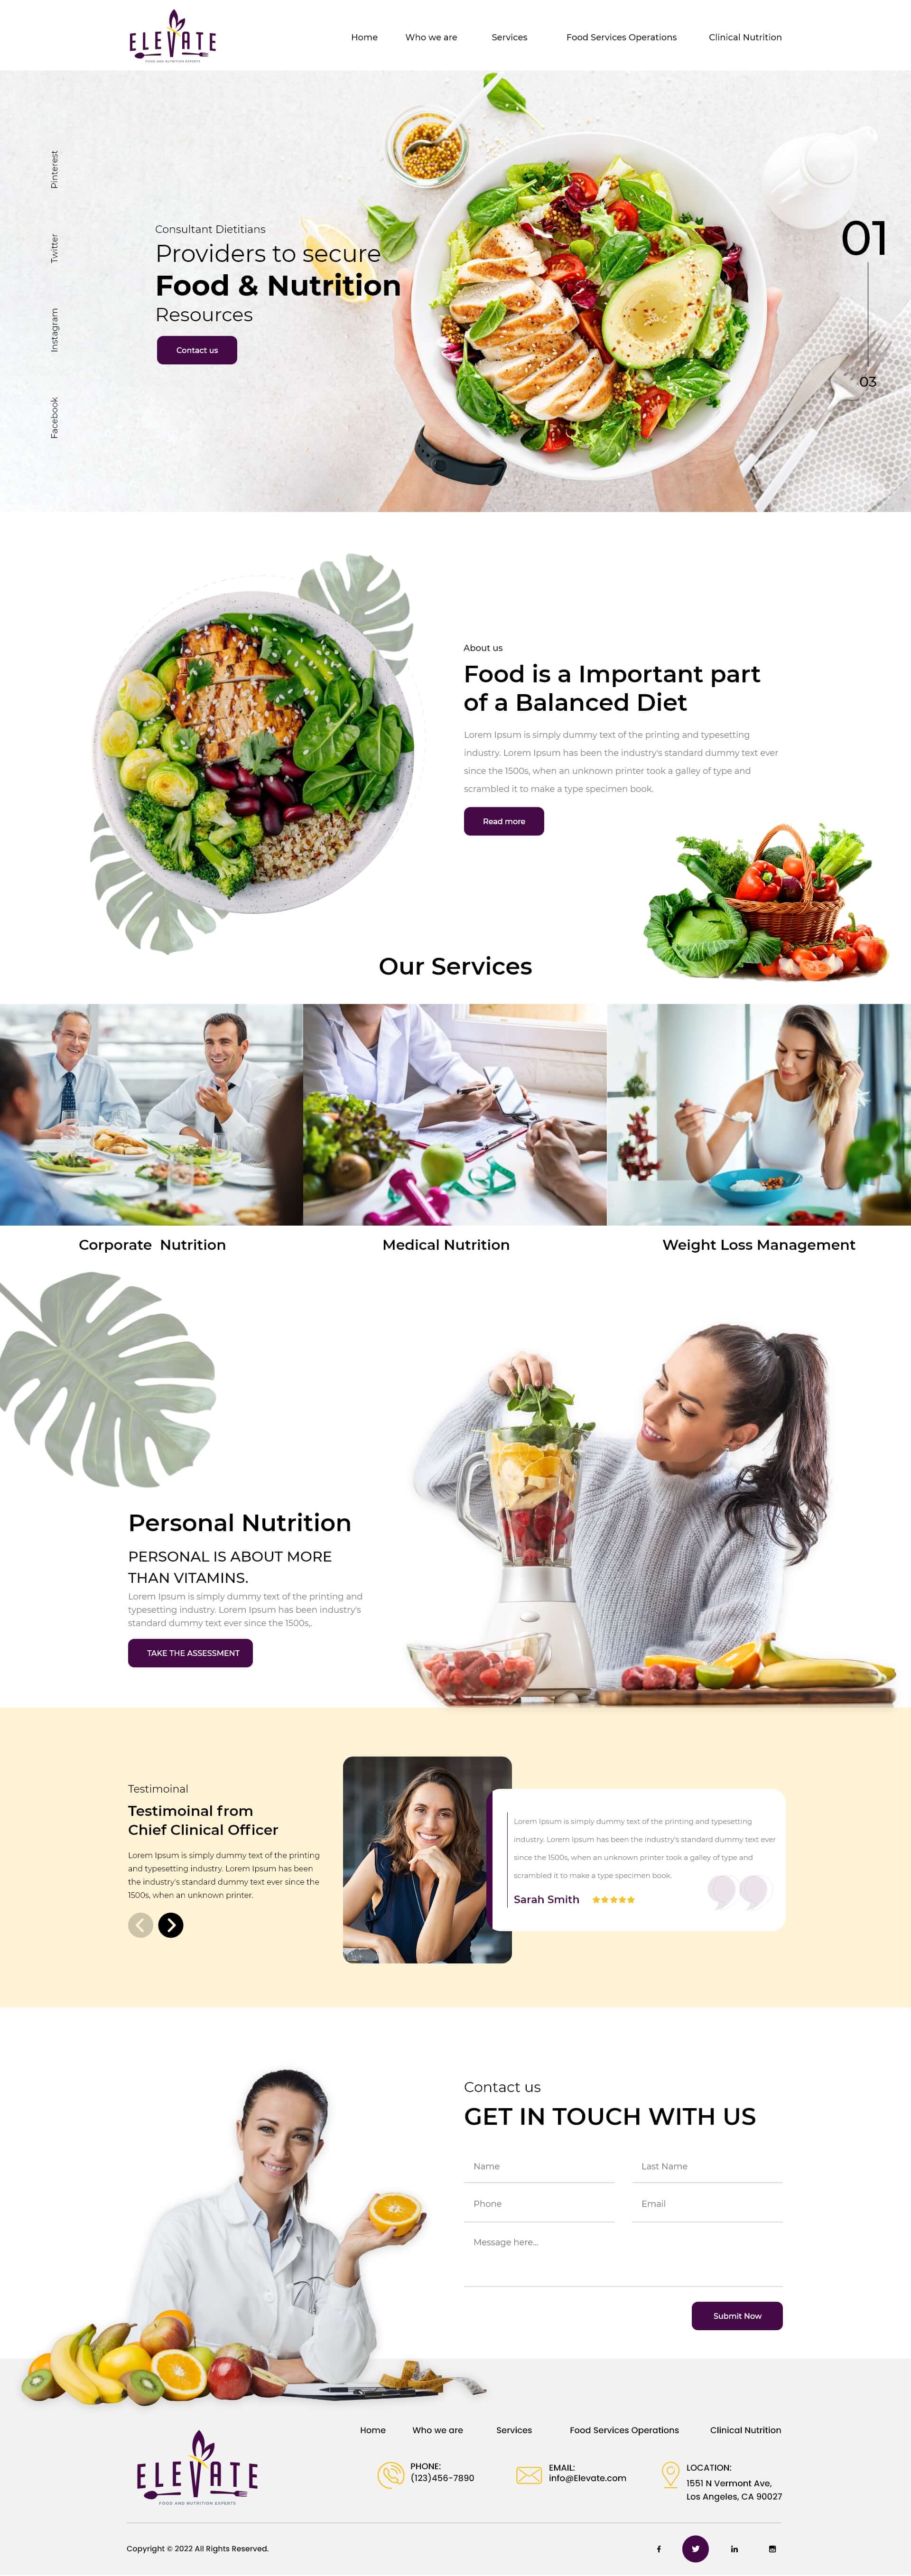 ELEVATE
FOOD AND NUTRITION EXPERTS
Home
Who we are
Services
Food Services Operations
Clinical Nutrition
Pinterest
Twitter
Instagram
Facebook
Consultant Dietitians
Providers to secure
Food & Nutrition
Resources
Contact us
01
03
About us
Food is a Important part
of a Balanced Diet
Lorem Ipsum is simply dummy text of the printing and typesetting
industry. Lorem Ipsum has been the industry's standard dummy text ever
since the 1500s, when an unknown printer took a galley of type and
scrambled it to make a type specimen book.
Read more
Our Services
Corporate Nutrition
Medical Nutrition
Weight Loss Management
Personal Nutrition
PERSONAL IS ABOUT MORE
THAN VITAMINS.
Lorem Ipsum is simply dummy text of the printing and
typesetting industry. Lorem Ipsum has been industry's
standard dummy text ever since the 1500s,.
TAKE THE ASSESSMENT
Testimoinal
Testimoinal from
Chief Clinical Officer
Lorem Ipsum is simply dummy text of the printing
and typesetting industry. Lorem Ipsum has been
the industry's standard dummy text ever since the
1500s, when an unknown printer.
Lorem Ipsum is simply dummy text of the printing and typesetting
industry. Lorem Ipsum has been the industry's standard dummy text ever
since the 1500s, when an unknown printer took a galley of type and
scrambled it to make a type specimen book.
Sarah Smith
Contact us
GET IN TOUCH WITH US
Name
Last Name
Phone
Email
Message here...
Submit Now
Home
Who we are
Services
Food Services Operations
Clinical Nutrition
ELEVATE
FOOD AND NUTRITION EXPERTS
PHONE:
(123)456-7890
EMAIL:
info@Elevate.com
LOCATION:
1551 N Vermont Ave,
Los Angeles, CA 90027
Copyright © 2022 All Rights Reserved.